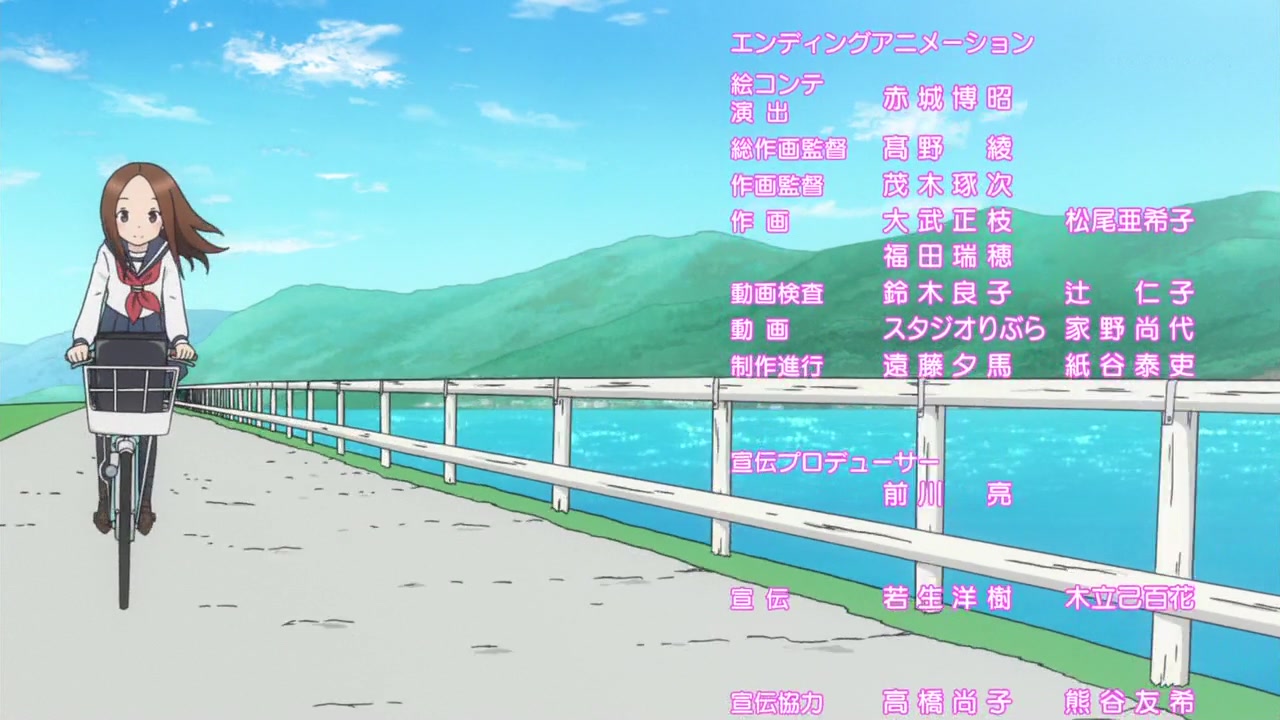 エンディングアニメーション
絵コンテ
演出 赤城博昭
総作画監督 髙野 綾
作画監督 茂木琢次
作画 大武正枝 松尾亜希子
福田瑞穂
動画検査 鈴木良子 辻 仁子
動画 スタジオりぶら 家野尚代
制作進行 遠藤夕馬 紙谷泰吏
宣伝プロデューサー
前川 亮
宣伝 若生洋樹 木立己百花
宣伝協力 高橋尚子 熊谷友希